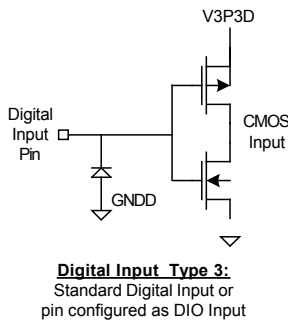 V3P3D
Digital
Input
Pin
CMOS
Input
GNDD
Digital Input Type 3:
Standard Digital Input or
pin configured as DIO Input